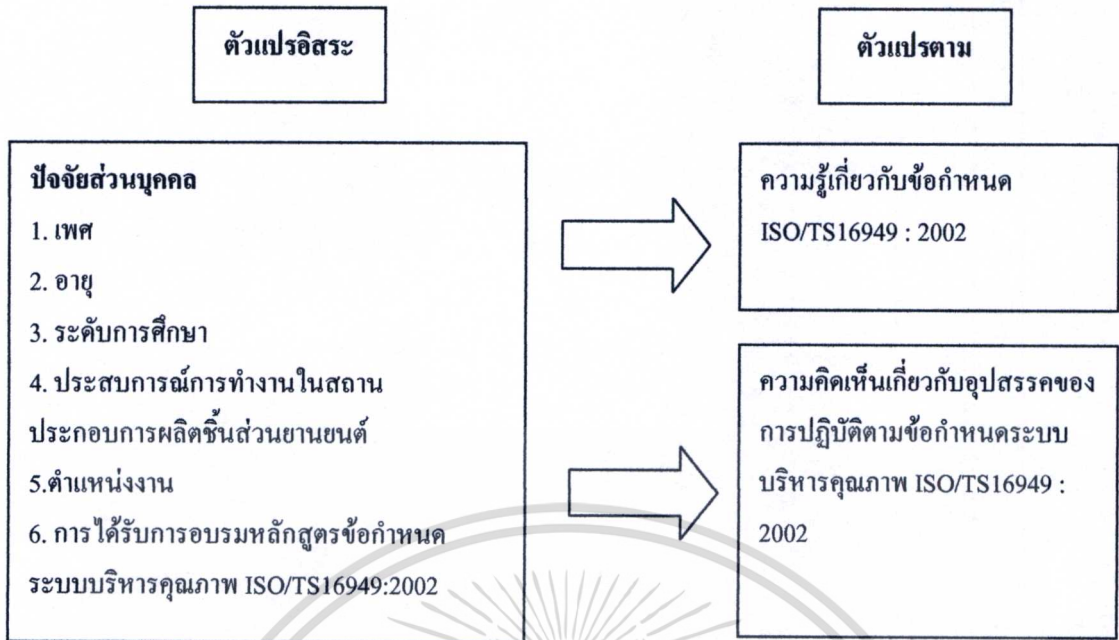 ตัวแปรอิสระ
ตัวแปรตาม
ปัจจัยส่วนบุคคล
1. เพศ
2. อายุ
3. ระดับการศึกษา
4. ประสบการณ์การทำงานในสถาน
ประกอบการผลิตชิ้นส่วนยานยนต์
5.ตำแหน่งงาน
6. การได้รับการอบรมหลักสูตรข้อกำหนด
ระบบบริหารคุณภาพ ISO/TS16949:2002
ความรู้เกี่ยวกับข้อกำหนด
ISO/TS16949 : 2002
ความคิดเห็นเกี่ยวกับอุปสรรคของ
การปฏิบัติตามข้อกำหนดระบบ
บริหารคุณภาพ ISO/TS16949 :
2002